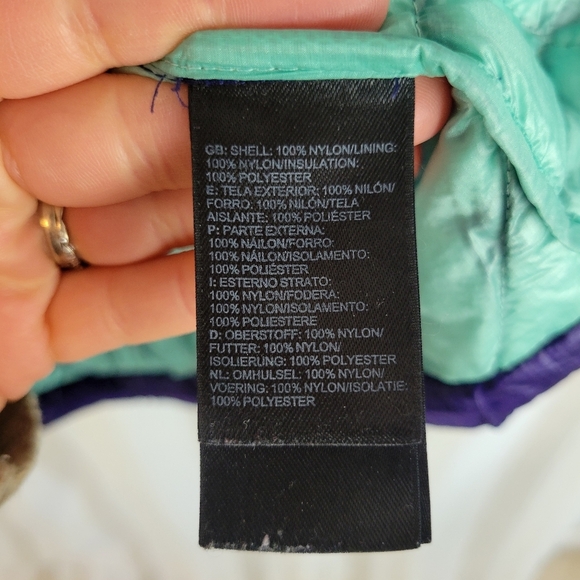 GB: SHELL: 100% NYLON/LINING:
100% NYLON/INSULATION:
100% POLYESTER
E: TELA EXTERIOR: 100% NILÓN/
FORRO: 100% NILÓN/TELA
AISLANTE: 100% POLIÉSTER
P: PARTE EXTERNA:
100% NÁILON/FORRO:
100% NÁILON/ISOLAMENTO:
100% POLIÉSTER
I: ESTERNO STRATO:
100% NYLON/FODERA:
100% NYLON/ISOLAMENTO:
100% POLIESTERE
D: OBERSTOFF: 100% NYLON/
FUTTER: 100% NYLON/
ISOLIERUNG: 100% POLYESTER
NL: OMHULSEL: 100% NYLON/
VOERING: 100% NYLON/ISOLATIE:
100% POLYESTER